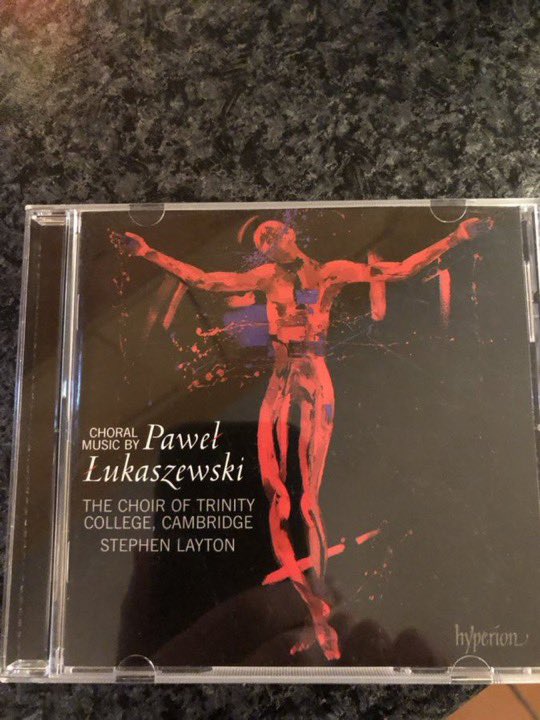 CHORAL
MUSIC BY Paweł
Łukaszewski
THE CHOIR OF TRINITY
COLLEGE, CAMBRIDGE
STEPHEN LAYTON
hyperion